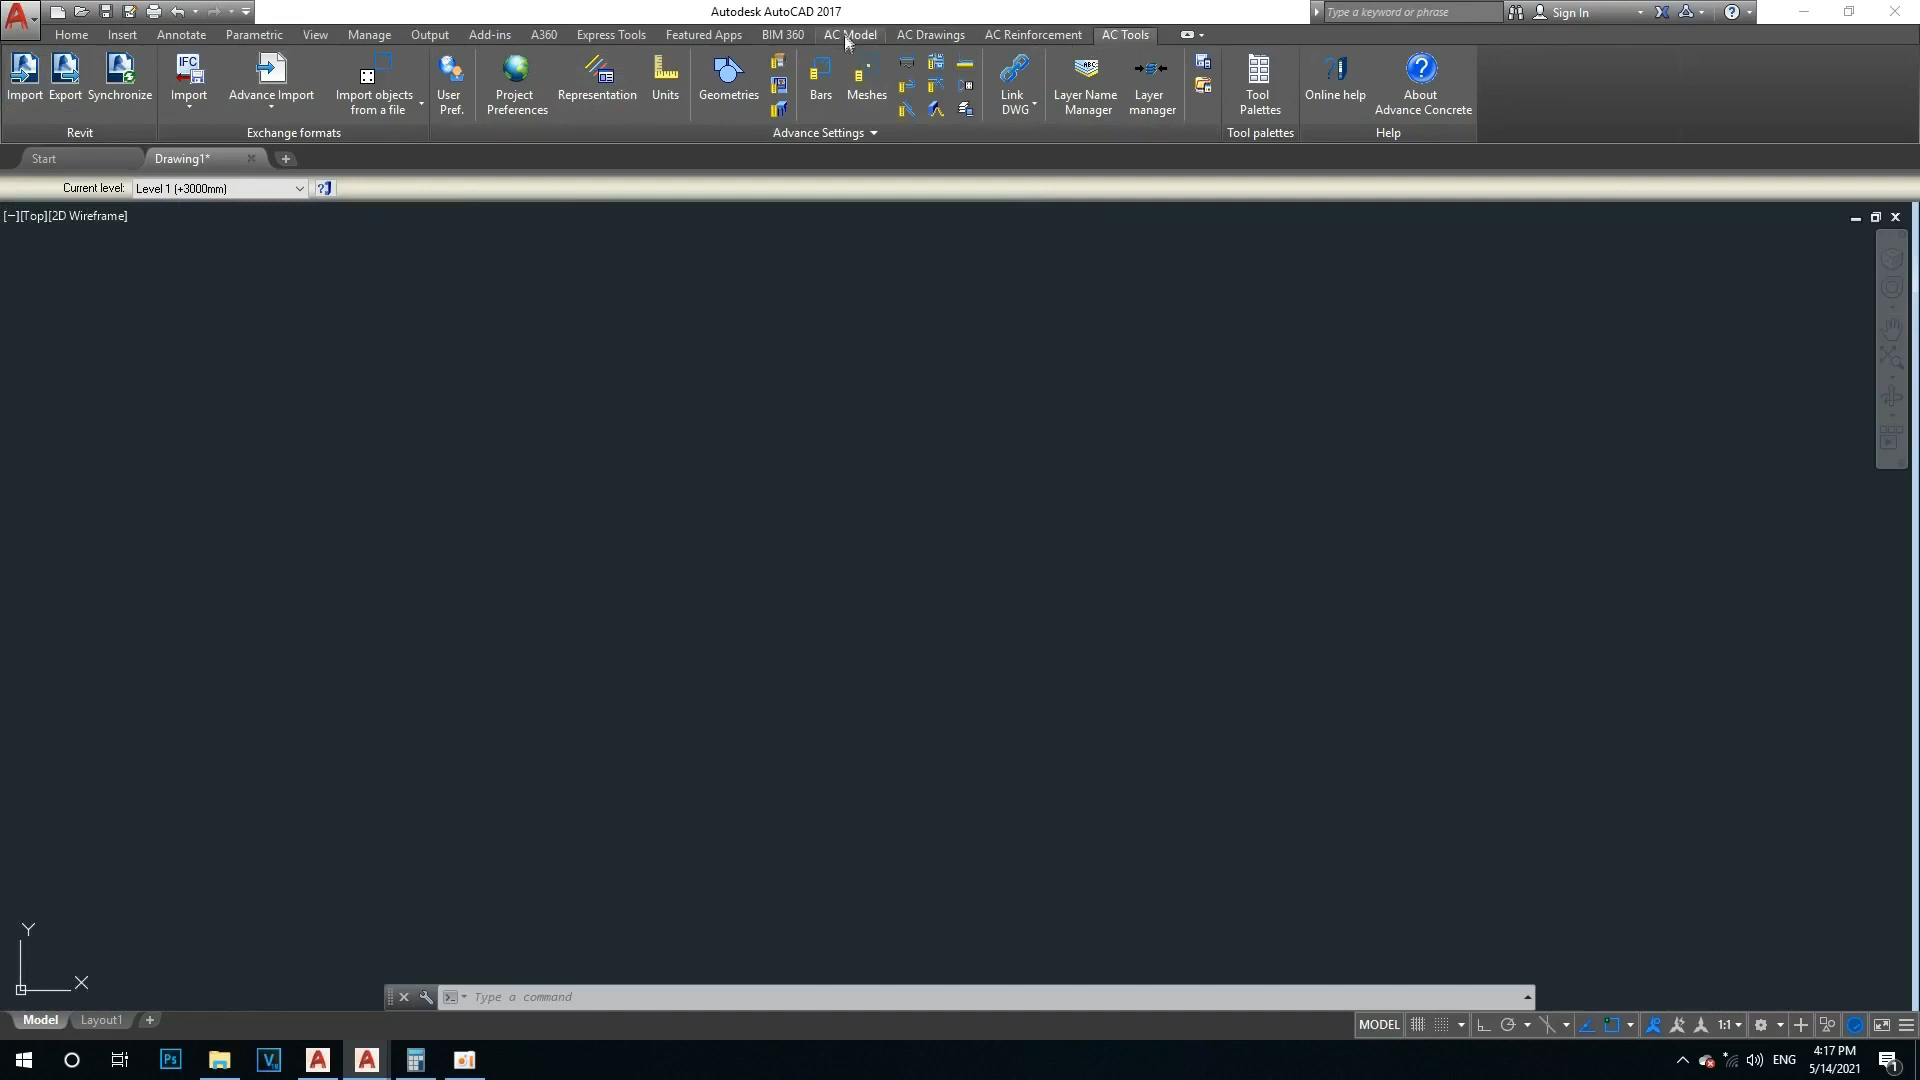 Autodesk AutoCAD 2017
Type a keyword or phrase
Sign In
Home Insert Annotate Parametric View Manage Output Add-ins A360 Express Tools Featured Apps BIM 360 AC Model AC Drawings AC Reinforcement AC Tools
Import Export Synchronize
Revit
IFC
Import
Advance Import
Import objects
from a file
Exchange formats
User
Pref.
Project
Preferences
Representation
Units
Geometries
Bars
Meshes
Link
DWG
ABC
Layer Name
Manager
Layer
manager
Advance Settings
Tool
Palettes
Tool palettes
Online help
About
Advance Concrete
Help
Start
Drawing1*
Current level: Level 1 (+3000mm)
[−][Top][2D Wireframe]
Y
X
Type a command
Model Layout1
MODEL
1:1
Ps
ENG
4:17 PM
5/14/2021
1